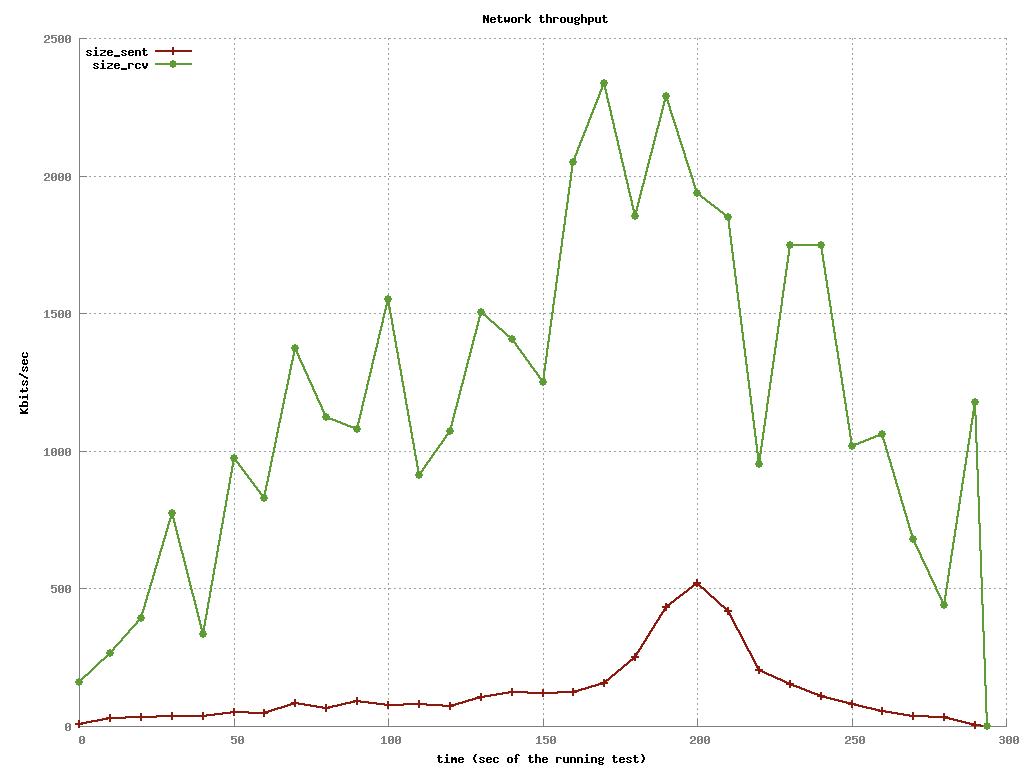 Network throughput
2500
size_sent
size_rcv
2000
1500
Kbits/sec
1000
500
0
0 50 100 150 200 250 300
time (sec of the running test)